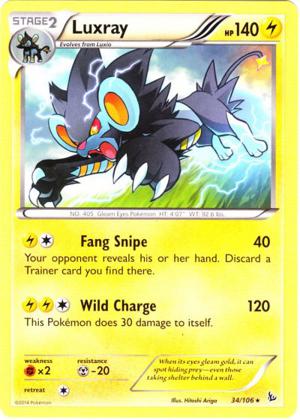 STAGE2
Luxray
HP 140
Evolves from Luxio
NO. 405 Gleam Eyes Pokémon HT: 4'07" WT: 92.6 lbs.
Fang Snipe 40
Your opponent reveals his or her hand. Discard a
Trainer card you find there.
Wild Charge 120
This Pokémon does 30 damage to itself.
weakness
×2
resistance
-20
retreat
When its eyes gleam gold, it can
spot hiding prey—even those
taking shelter behind a wall.
©2014 Pokémon
Illus. Hitoshi Ariga
34/106 ★